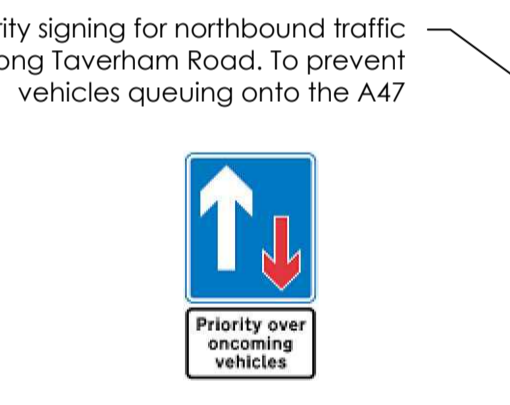 ity signing for northbound traffic
ong Taverham Road. To prevent
vehicles queuing onto the A47
Priority over
oncoming
vehicles